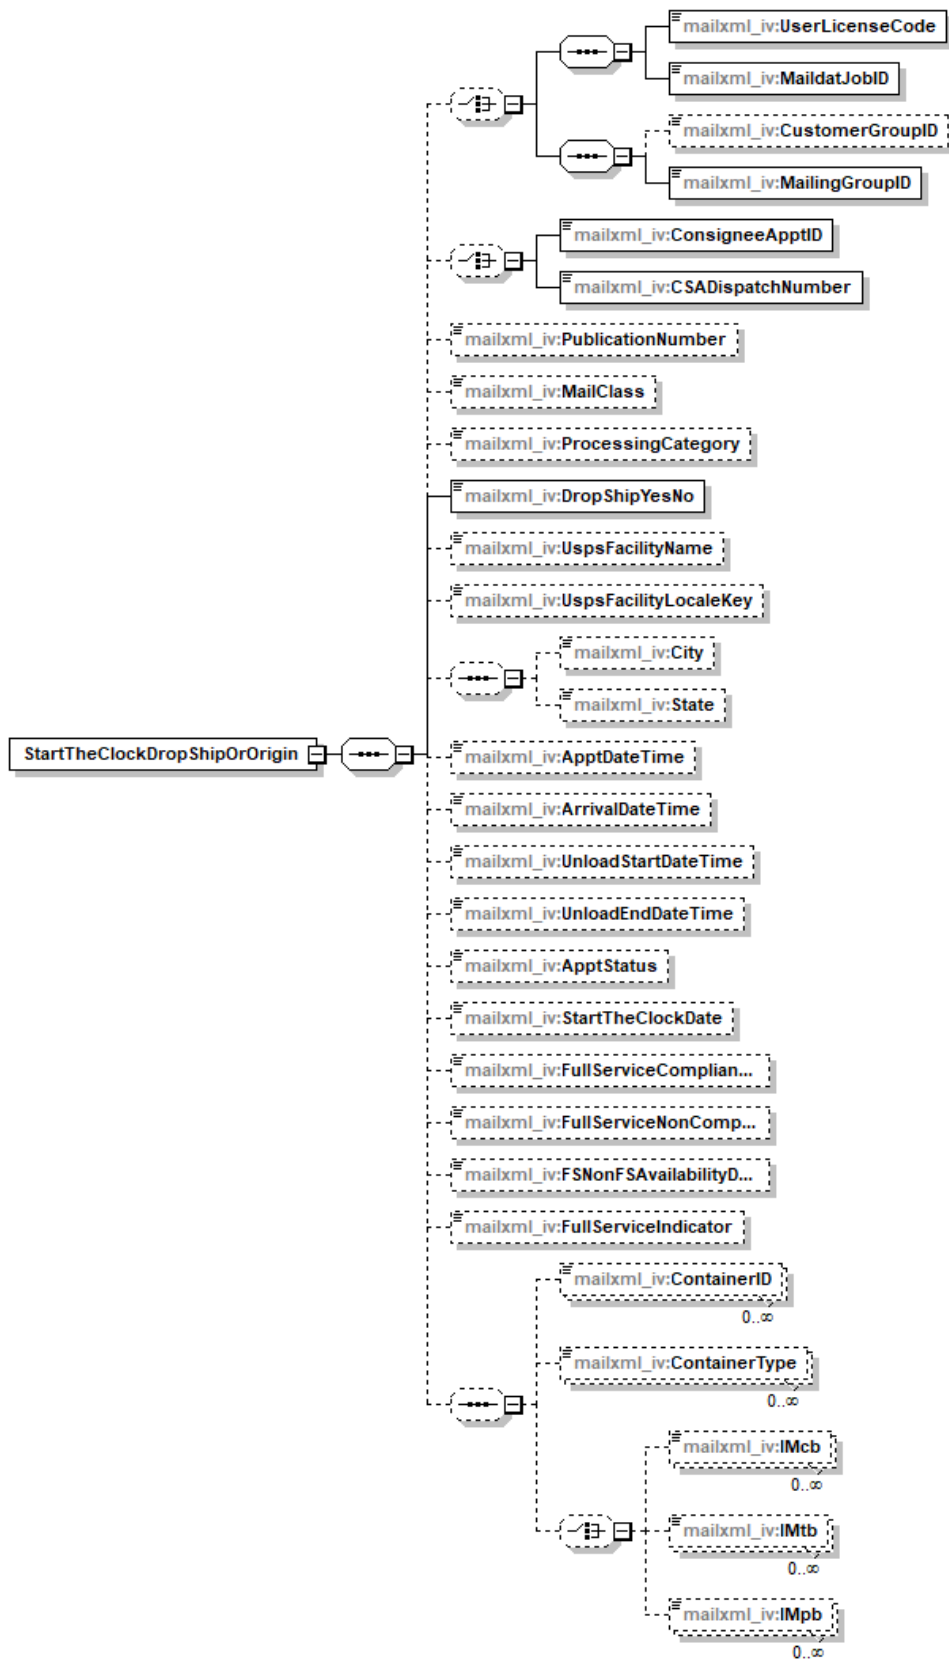 mailxml_iv:UserLicenseCode
mailxml_iv:MaildatJobID
mailxml_iv:CustomerGroupID
mailxml_iv:MailingGroupID
mailxml_iv:ConsigneeApptID
mailxml_iv:CSADispatchNumber
mailxml_iv:PublicationNumber
mailxml_iv:MailClass
mailxml_iv:ProcessingCategory
mailxml_iv:DropShipYesNo
mailxml_iv:UspsFacilityName
mailxml_iv:UspsFacilityLocaleKey
mailxml_iv:City
mailxml_iv:State
StartTheClockDropShipOrOrigin
mailxml_iv:ApptDateTime
mailxml_iv:ArrivalDateTime
mailxml_iv:UnloadStartDateTime
mailxml_iv:UnloadEndDateTime
mailxml_iv:ApptStatus
mailxml_iv:StartTheClockDate
mailxml_iv:FullServiceComplian...
mailxml_iv:FullServiceNonComp...
mailxml_iv:FSNonFSAvailabilityD...
mailxml_iv:FullServiceIndicator
mailxml_iv:ContainerID
0..∞
mailxml_iv:ContainerType
0..∞
mailxml_iv:IMcb
0..∞
mailxml_iv:IMtb
0..∞
mailxml_iv:IMpb
0..∞